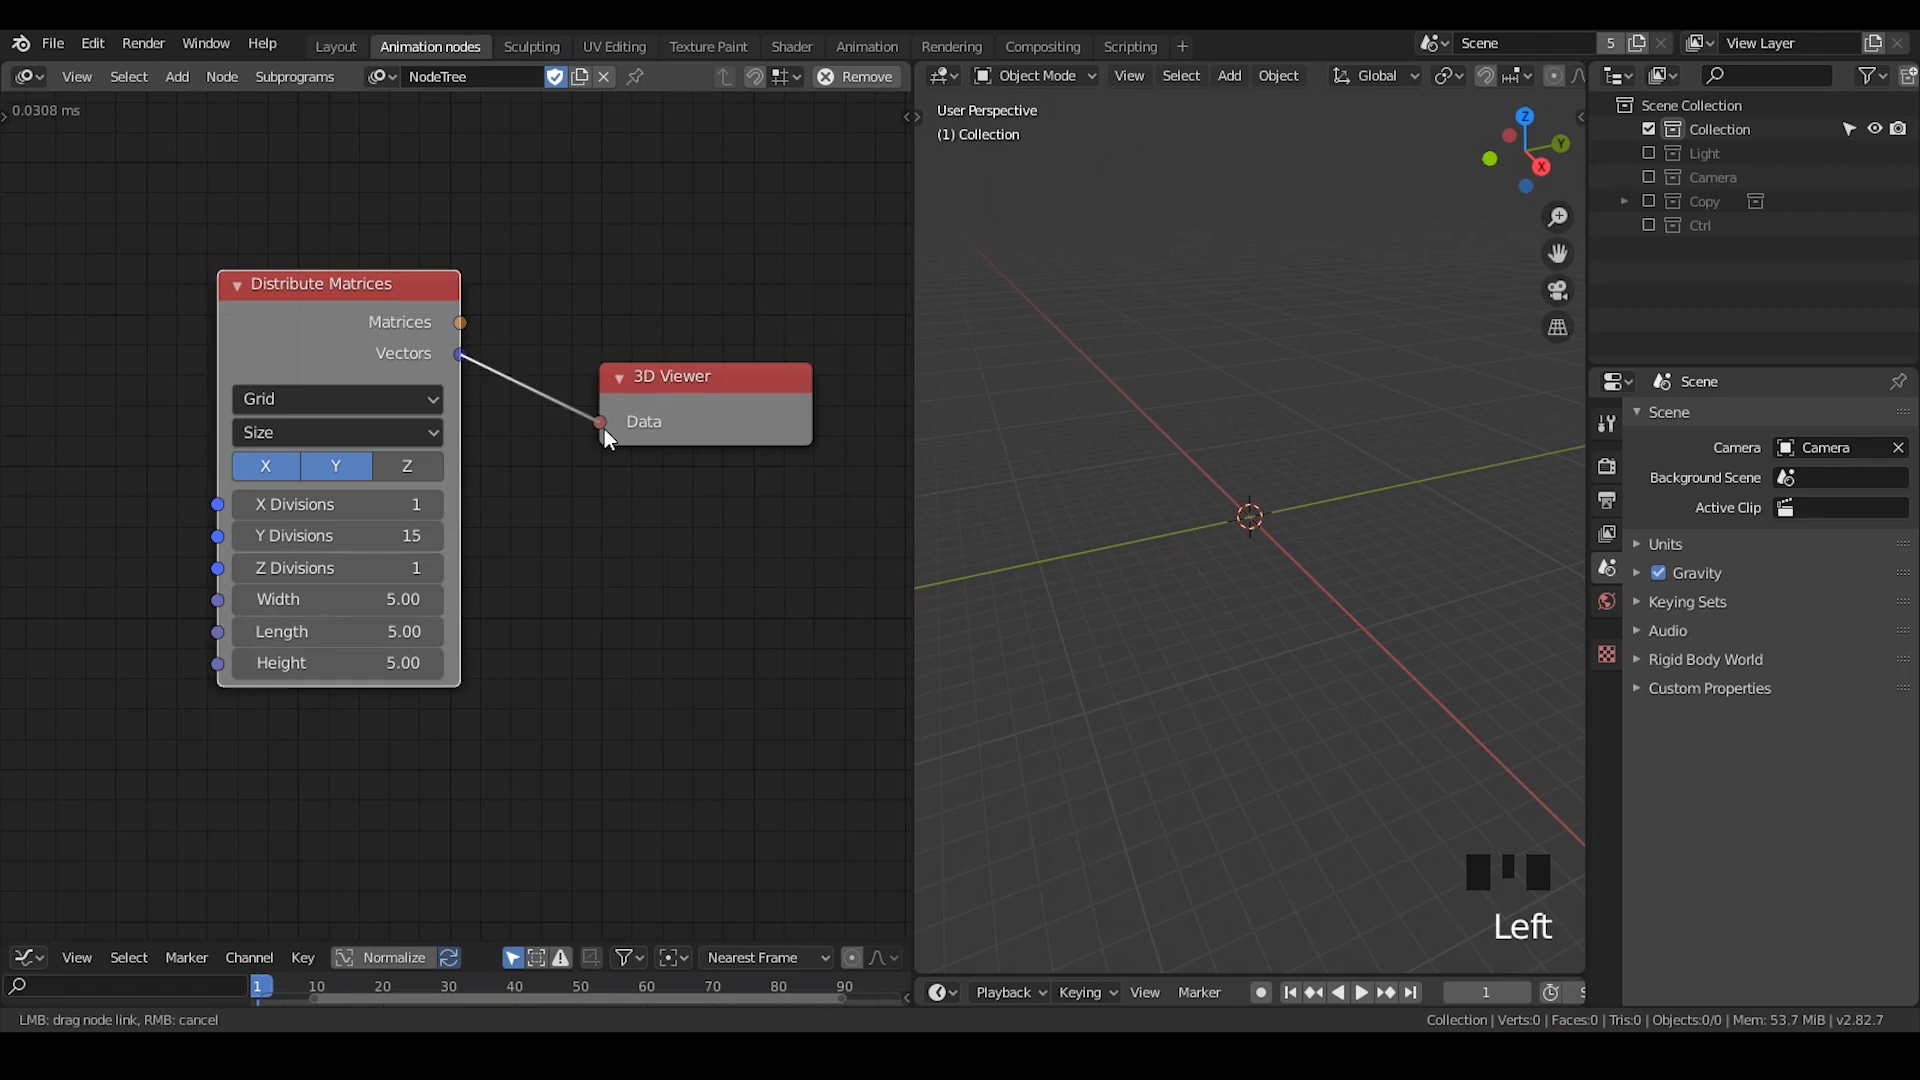 File Edit Render Window Help Layout Animation nodes Sculpting UV Editing Texture Paint Shader Animation Rendering Compositing Scripting + Scene 5 View Layer
View Select Add Node Subprograms NodeTree Remove Object Mode View Select Add Object Global
0.0308 ms
User Perspective
(1) Collection
Z
Y
X
Scene Collection
Collection
Light
Camera
Copy
Ctrl
Distribute Matrices
Matrices
Vectors
Grid
Size
X Y Z
X Divisions 1
Y Divisions 15
Z Divisions 1
Width 5.00
Length 5.00
Height 5.00
3D Viewer
Data
Scene
Scene
Camera Camera
Background Scene
Active Clip
Units
Gravity
Keying Sets
Audio
Rigid Body World
Custom Properties
Left
View Select Marker Channel Key Normalize Nearest Frame
1 10 20 30 40 50 60 70 80 90
Playback Keying View Marker 1
LMB: drag node link, RMB: cancel
Collection | Verts:0 | Faces:0 | Tris:0 | Objects:0/0 | Mem: 53.7 MiB | v2.82.7